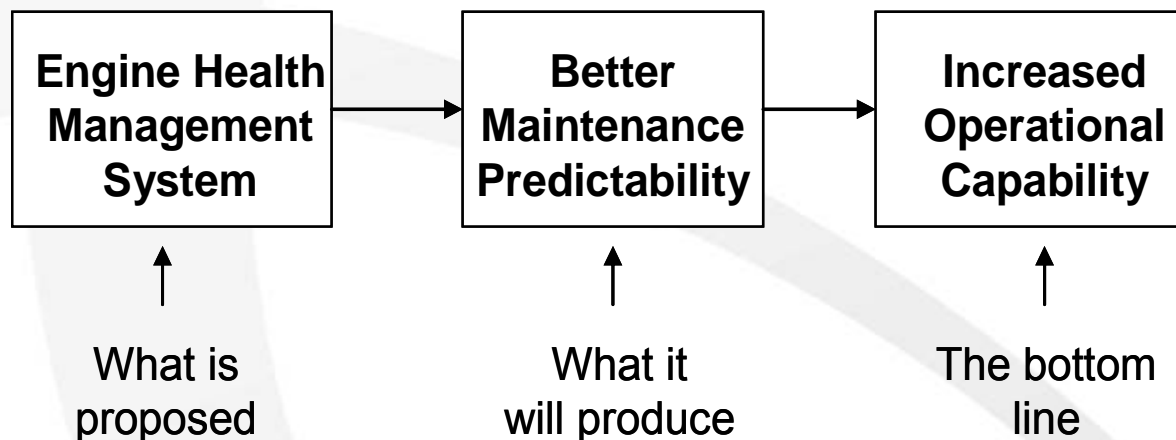 Engine Health
Management
System
Better
Maintenance
Predictability
Increased
Operational
Capability
What is
proposed
What it
will produce
The bottom
line